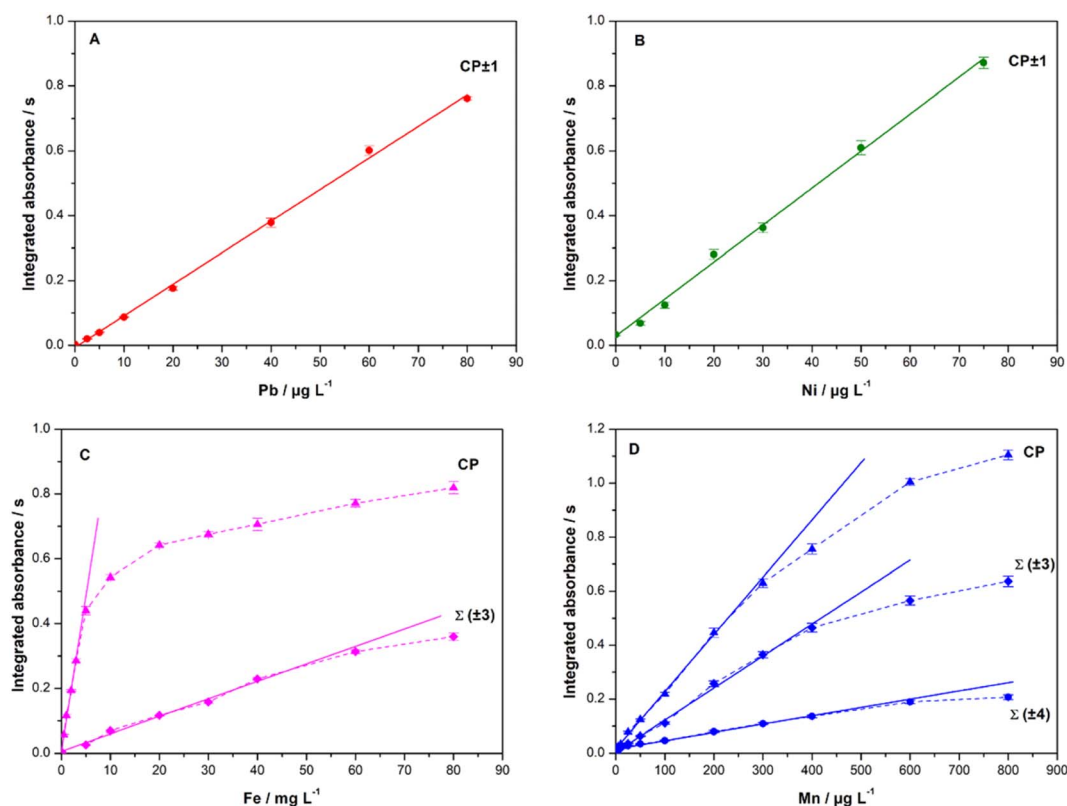 A
CP±1
Integrated absorbance / s
1.0
0.8
0.6
0.4
0.2
0.0
0 10 20 30 40 50 60 70 80 90
Pb / µg L⁻¹
B
CP±1
Integrated absorbance / s
1.0
0.8
0.6
0.4
0.2
0.0
0 10 20 30 40 50 60 70 80 90
Ni / µg L⁻¹
C
CP
Σ (±3)
Integrated absorbance / s
1.0
0.8
0.6
0.4
0.2
0.0
0 10 20 30 40 50 60 70 80 90
Fe / mg L⁻¹
D
CP
Σ (±3)
Σ (±4)
Integrated absorbance / s
1.2
1.0
0.8
0.6
0.4
0.2
0.0
0 100 200 300 400 500 600 700 800 900
Mn / µg L⁻¹